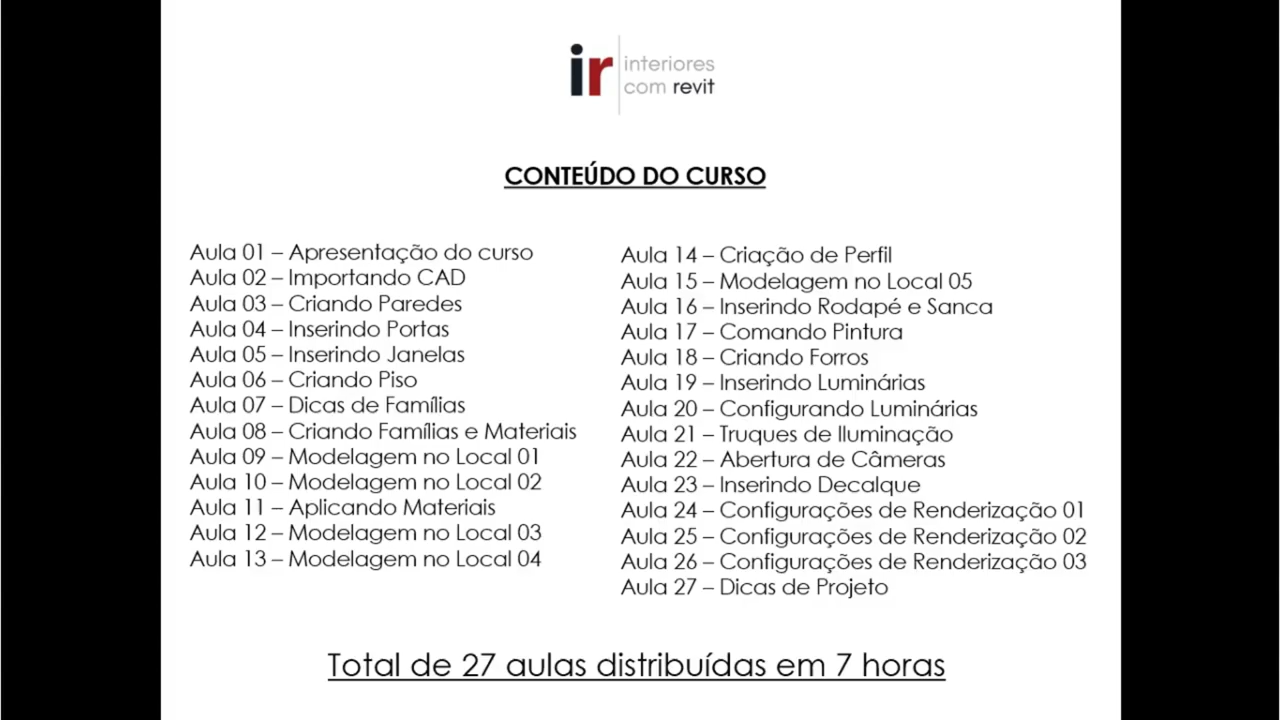 ir
interiores
com revit
CONTEÚDO DO CURSO
Aula 01 – Apresentação do curso
Aula 02 – Importando CAD
Aula 03 – Criando Paredes
Aula 04 – Inserindo Portas
Aula 05 – Inserindo Janelas
Aula 06 – Criando Piso
Aula 07 – Dicas de Famílias
Aula 08 – Criando Famílias e Materiais
Aula 09 – Modelagem no Local 01
Aula 10 – Modelagem no Local 02
Aula 11 – Aplicando Materiais
Aula 12 – Modelagem no Local 03
Aula 13 – Modelagem no Local 04
Aula 14 – Criação de Perfil
Aula 15 – Modelagem no Local 05
Aula 16 – Inserindo Rodapé e Sanca
Aula 17 – Comando Pintura
Aula 18 – Criando Forros
Aula 19 – Inserindo Luminárias
Aula 20 – Configurando Luminárias
Aula 21 – Truques de Iluminação
Aula 22 – Abertura de Câmeras
Aula 23 – Inserindo Decalque
Aula 24 – Configurações de Renderização 01
Aula 25 – Configurações de Renderização 02
Aula 26 – Configurações de Renderização 03
Aula 27 – Dicas de Projeto
Total de 27 aulas distribuídas em 7 horas